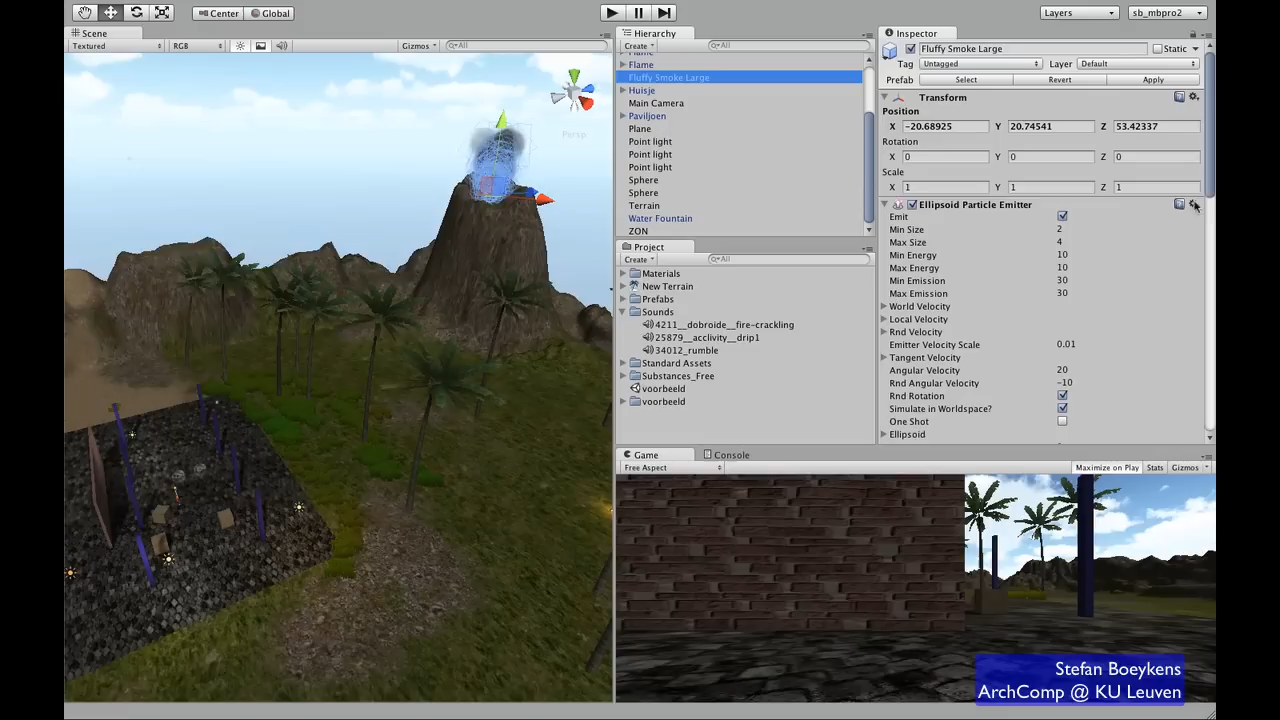 Center Global Layers sb_mbpro2
Scene
Textured RGB Gizmos All
Persp
Hierarchy
Create All
Flame
Fluffy Smoke Large
Huisje
Main Camera
Paviljoen
Plane
Point light
Point light
Point light
Sphere
Sphere
Terrain
Water Fountain
ZON
Project
Create All
Materials
New Terrain
Prefabs
Sounds
4211__dobroide__fire-crackling
25879__acclivity__drip1
34012_rumble
Standard Assets
Substances_Free
voorbeeld
voorbeeld
Inspector
Fluffy Smoke Large Static
Tag Untagged Layer Default
Prefab Select Revert Apply
Transform
Position
X -20.68925 Y 20.74541 Z 53.42337
Rotation
X 0 Y 0 Z 0
Scale
X 1 Y 1 Z 1
Ellipsoid Particle Emitter
Emit
Min Size 2
Max Size 4
Min Energy 10
Max Energy 10
Min Emission 30
Max Emission 30
World Velocity
Local Velocity
Rnd Velocity
Emitter Velocity Scale 0.01
Tangent Velocity
Angular Velocity 20
Rnd Angular Velocity -10
Rnd Rotation
Simulate in Worldspace?
One Shot
Ellipsoid
Game Console
Free Aspect Maximize on Play Stats Gizmos
Stefan Boeykens
ArchComp @ KU Leuven